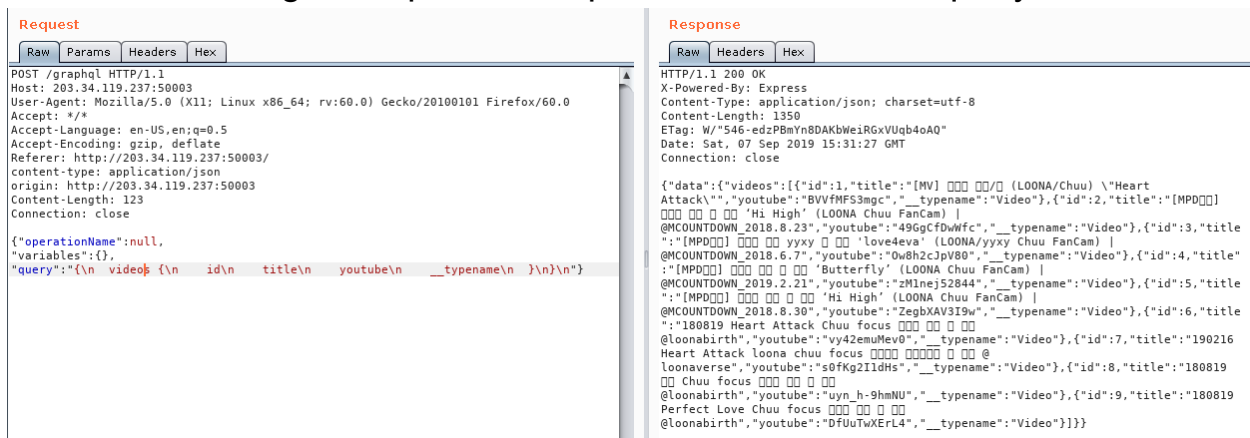 Request
Raw Params Headers Hex
POST /graphql HTTP/1.1
Host: 203.34.119.237:50003
User-Agent: Mozilla/5.0 (X11; Linux x86_64; rv:60.0) Gecko/20100101 Firefox/60.0
Accept: */*
Accept-Language: en-US,en;q=0.5
Accept-Encoding: gzip, deflate
Referer: http://203.34.119.237:50003/
content-type: application/json
origin: http://203.34.119.237:50003
Content-Length: 123
Connection: close
{"operationName":null,
"variables":{},
"query":"{\n  videos {\n    id\n    title\n    youtube\n    __typename\n  }\n}\n"}
Response
Raw Headers Hex
HTTP/1.1 200 OK
X-Powered-By: Express
Content-Type: application/json; charset=utf-8
Content-Length: 1350
ETag: W/"546-edzPBmYn8DAKbWeiRGxVUqb4oAQ"
Date: Sat, 07 Sep 2019 15:31:27 GMT
Connection: close
{"data":{"videos":[{"id":1,"title":"[MV] □□□ □□/□ (LOONA/Chuu) \"Heart
Attack\"","youtube":"BVVfMFS3mgc","__typename":"Video"},{"id":2,"title":"[MPD□□]
□□□ □□ □ □□ ‘Hi High’ (LOONA Chuu FanCam) |
@MCOUNTDOWN_2018.8.23","youtube":"49GgCfDwWfc","__typename":"Video"},{"id":3,"title
":"[MPD□□] □□□ □□ yyxy □ □□ 'love4eva' (LOONA/yyxy Chuu FanCam) |
@MCOUNTDOWN_2018.6.7","youtube":"Ow8h2cJpV80","__typename":"Video"},{"id":4,"title"
:"[MPD□□] □□□ □□ □ □□ ‘Butterfly’ (LOONA Chuu FanCam) |
@MCOUNTDOWN_2019.2.21","youtube":"zM1nej52844","__typename":"Video"},{"id":5,"title
":"[MPD□□] □□□ □□ □ □□ ‘Hi High’ (LOONA Chuu FanCam) |
@MCOUNTDOWN_2018.8.30","youtube":"ZegbXAV3I9w","__typename":"Video"},{"id":6,"title
":"180819 Heart Attack Chuu focus □□□ □□ □ □□
@loonabirth","youtube":"vy42emuMev0","__typename":"Video"},{"id":7,"title":"190216
Heart Attack loona chuu focus □□□□ □□□□□ □ □□ @
loonaverse","youtube":"s0fKg2I1dHs","__typename":"Video"},{"id":8,"title":"180819
□□ Chuu focus □□□ □□ □ □□
@loonabirth","youtube":"uyn_h-9hmNU","__typename":"Video"},{"id":9,"title":"180819
Perfect Love Chuu focus □□□ □□ □ □□
@loonabirth","youtube":"DfUuTwXErL4","__typename":"Video"}]}}